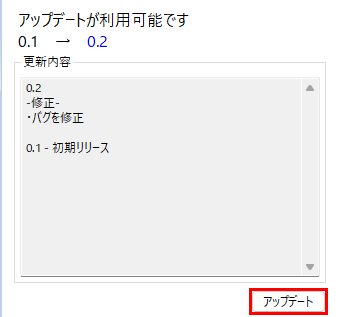 アップデートが利用可能です
0.1 → 0.2
更新内容
0.2
-修正-
・バグを修正
0.1 - 初期リリース
アップデート